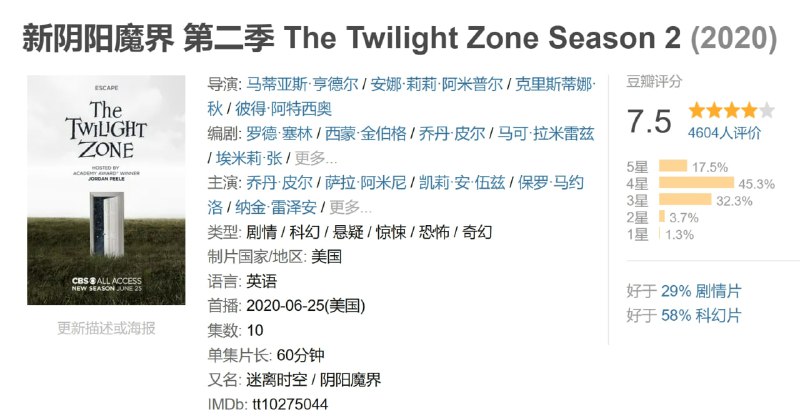 新阴阳魔界 第二季 The Twilight Zone Season 2 (2020)
ESCAPE
The
TWILIGHT
ZONE
HOSTED BY
ACADEMY AWARD® WINNER
JORDAN PEELE
CBS ALL ACCESS
NEW SEASON JUNE 25
更新描述或海报
导演: 马蒂亚斯·亨德尔 / 安娜·莉莉·阿米普尔 / 克里斯蒂娜·
秋 / 彼得·阿特西奥
编剧: 罗德·塞林 / 西蒙·金伯格 / 乔丹·皮尔 / 马可·拉米雷兹
/ 埃米莉·张 / 更多...
主演: 乔丹·皮尔 / 萨拉·阿米尼 / 凯莉·安·伍兹 / 保罗·马约
洛 / 纳金·雷泽安 / 更多...
类型: 剧情 / 科幻 / 悬疑 / 惊悚 / 恐怖 / 奇幻
制片国家/地区: 美国
语言: 英语
首播: 2020-06-25(美国)
集数: 10
单集片长: 60分钟
又名: 迷离时空 / 阴阳魔界
IMDb: tt10275044
豆瓣评分
7.5
4604人评价
5星 17.5%
4星 45.3%
3星 32.3%
2星 3.7%
1星 1.3%
好于 29% 剧情片
好于 58% 科幻片